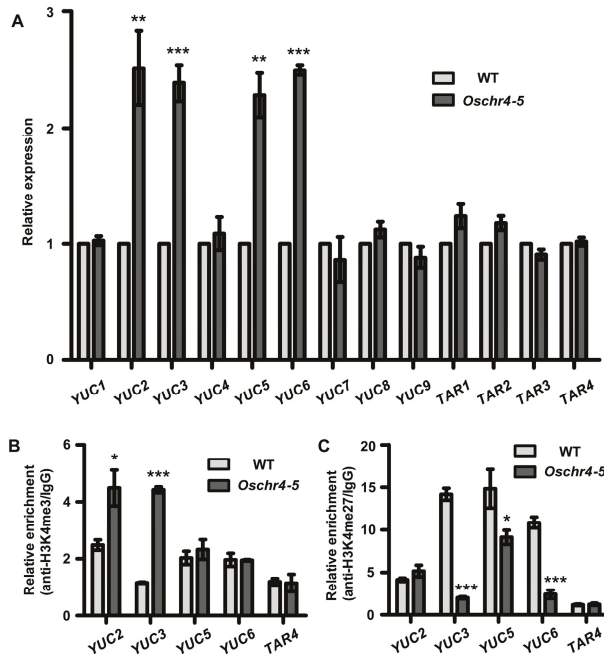 A
Relative expression
3
2
1
0
** *** ** ***
WT
Oschr4-5
YUC1 YUC2 YUC3 YUC4 YUC5 YUC6 YUC7 YUC8 YUC9 TAR1 TAR2 TAR3 TAR4
B
Relative enrichment
(anti-H3K4me3/IgG)
6
4
2
0
* ***
WT
Oschr4-5
YUC2 YUC3 YUC5 YUC6 TAR4
C
Relative enrichment
(anti-H3K4me27/IgG)
20
15
10
5
0
*** * ***
WT
Oschr4-5
YUC2 YUC3 YUC5 YUC6 TAR4